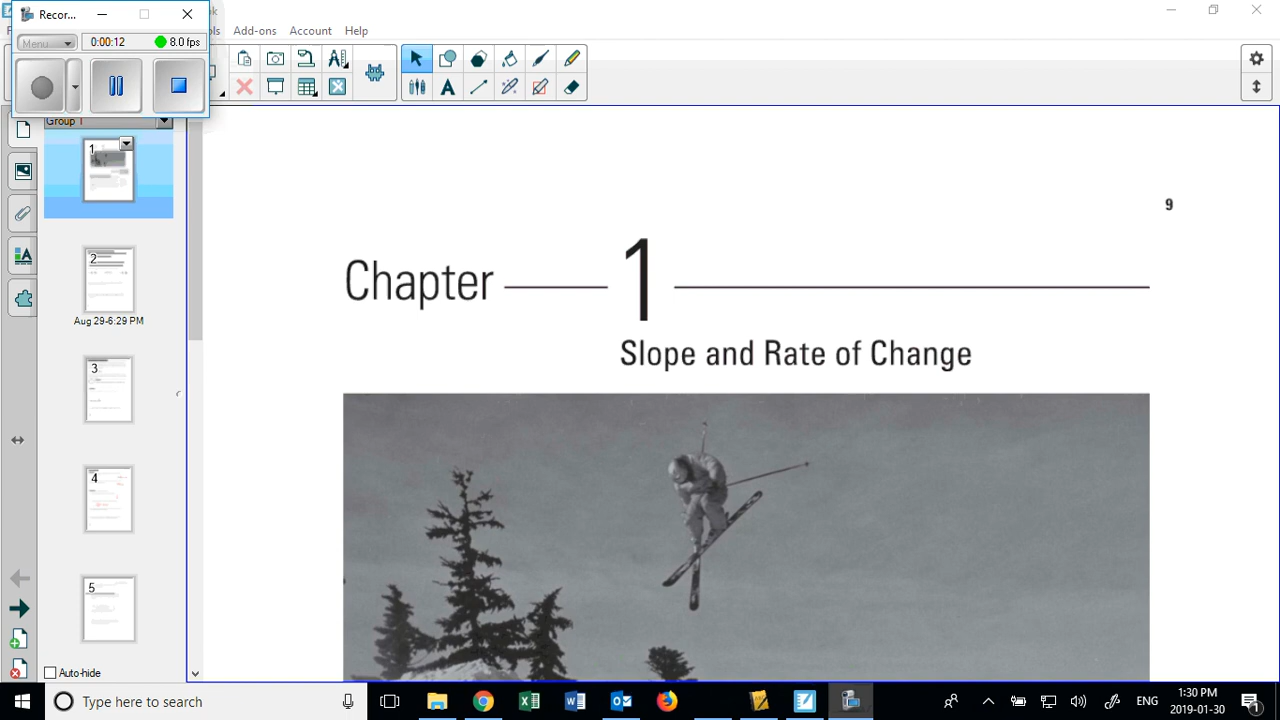 Recor...
Menu
0:00:12
8.0 fps
Add-ons
Account
Help
Group 1
1
2
Aug 29-6:29 PM
3
4
5
Auto-hide
9
Chapter 1
Slope and Rate of Change
Type here to search
ENG
1:30 PM
2019-01-30
1